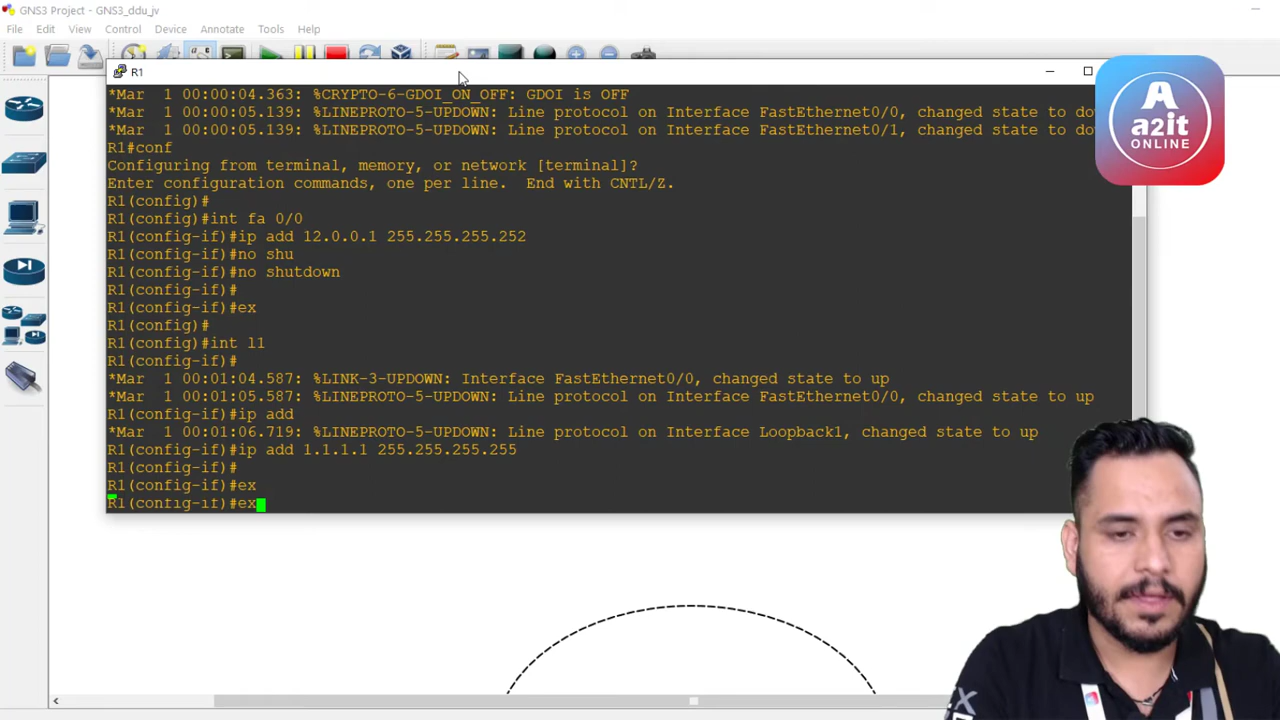 GNS3 Project - GNS3_ddu_jv
File Edit View Control Device Annotate Tools Help
R1
*Mar 1 00:00:04.363: %CRYPTO-6-GDOI_ON_OFF: GDOI is OFF
*Mar 1 00:00:05.139: %LINEPROTO-5-UPDOWN: Line protocol on Interface FastEthernet0/0, changed state to do
*Mar 1 00:00:05.139: %LINEPROTO-5-UPDOWN: Line protocol on Interface FastEthernet0/1, changed state to do
R1#conf
Configuring from terminal, memory, or network [terminal]?
Enter configuration commands, one per line. End with CNTL/Z.
R1(config)#
R1(config)#int fa 0/0
R1(config-if)#ip add 12.0.0.1 255.255.255.252
R1(config-if)#no shu
R1(config-if)#no shutdown
R1(config-if)#
R1(config-if)#ex
R1(config)#
R1(config)#int l1
R1(config-if)#
*Mar 1 00:01:04.587: %LINK-3-UPDOWN: Interface FastEthernet0/0, changed state to up
*Mar 1 00:01:05.587: %LINEPROTO-5-UPDOWN: Line protocol on Interface FastEthernet0/0, changed state to up
R1(config-if)#ip add
*Mar 1 00:01:06.719: %LINEPROTO-5-UPDOWN: Line protocol on Interface Loopback1, changed state to up
R1(config-if)#ip add 1.1.1.1 255.255.255.255
R1(config-if)#
R1(config-if)#ex
R1(config-if)#ex
A
a2it
ONLINE